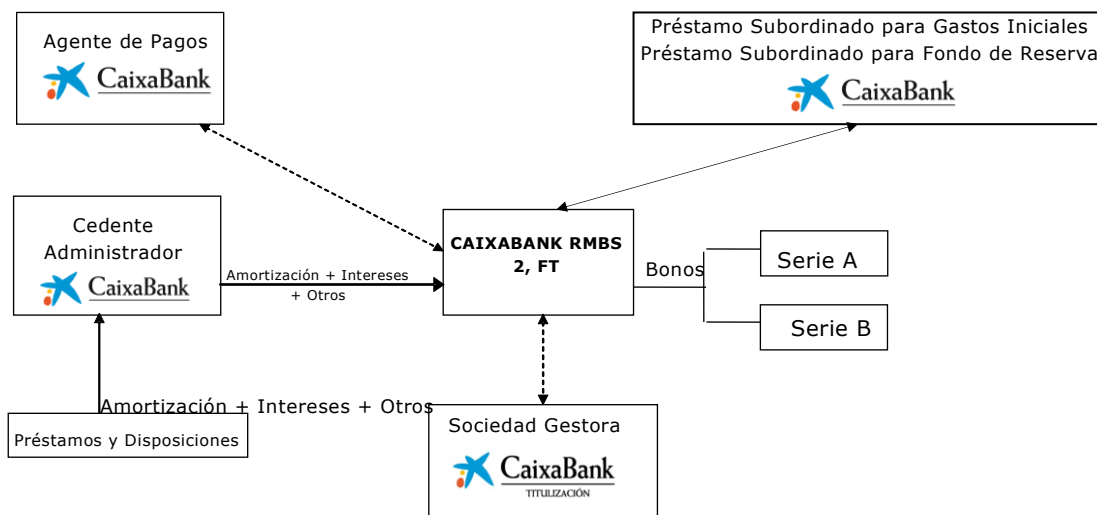 Agente de Pagos
CaixaBank
Préstamo Subordinado para Gastos Iniciales
Préstamo Subordinado para Fondo de Reserva
CaixaBank
Cedente
Administrador
CaixaBank
Amortización + Intereses
+ Otros
CAIXABANK RMBS
2, FT
Bonos
Serie A
Serie B
Amortización + Intereses + Otros
Préstamos y Disposiciones
Sociedad Gestora
CaixaBank
TITULIZACIÓN